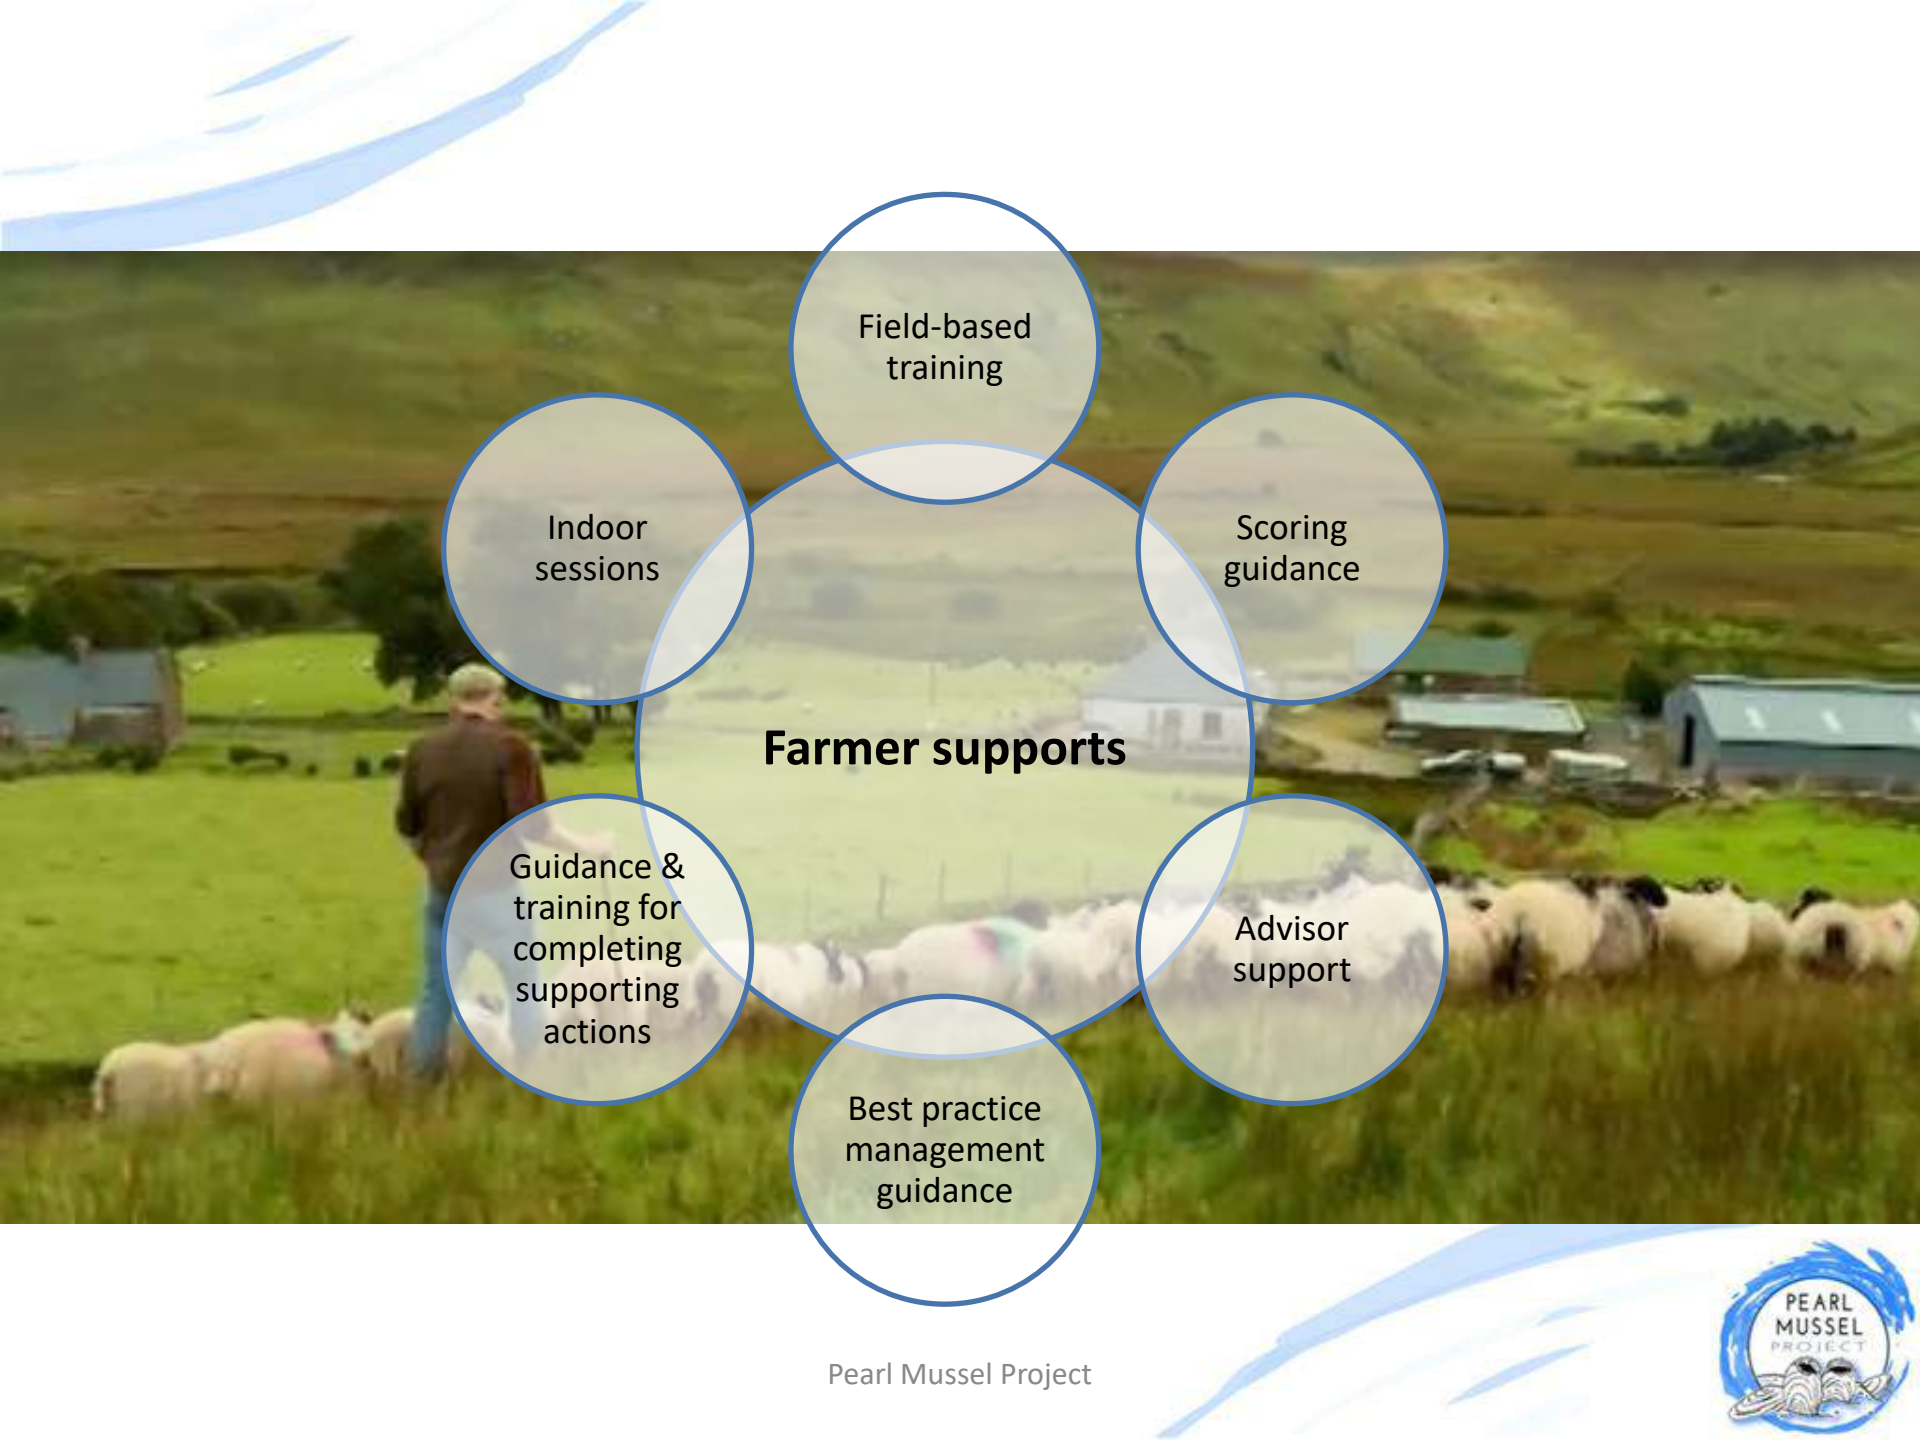 Field-based
training
Scoring
guidance
Advisor
support
Best practice
management
guidance
Guidance &
training for
completing
supporting
actions
Indoor
sessions
Farmer supports
Pearl Mussel Project
PEARL
MUSSEL
PROJECT